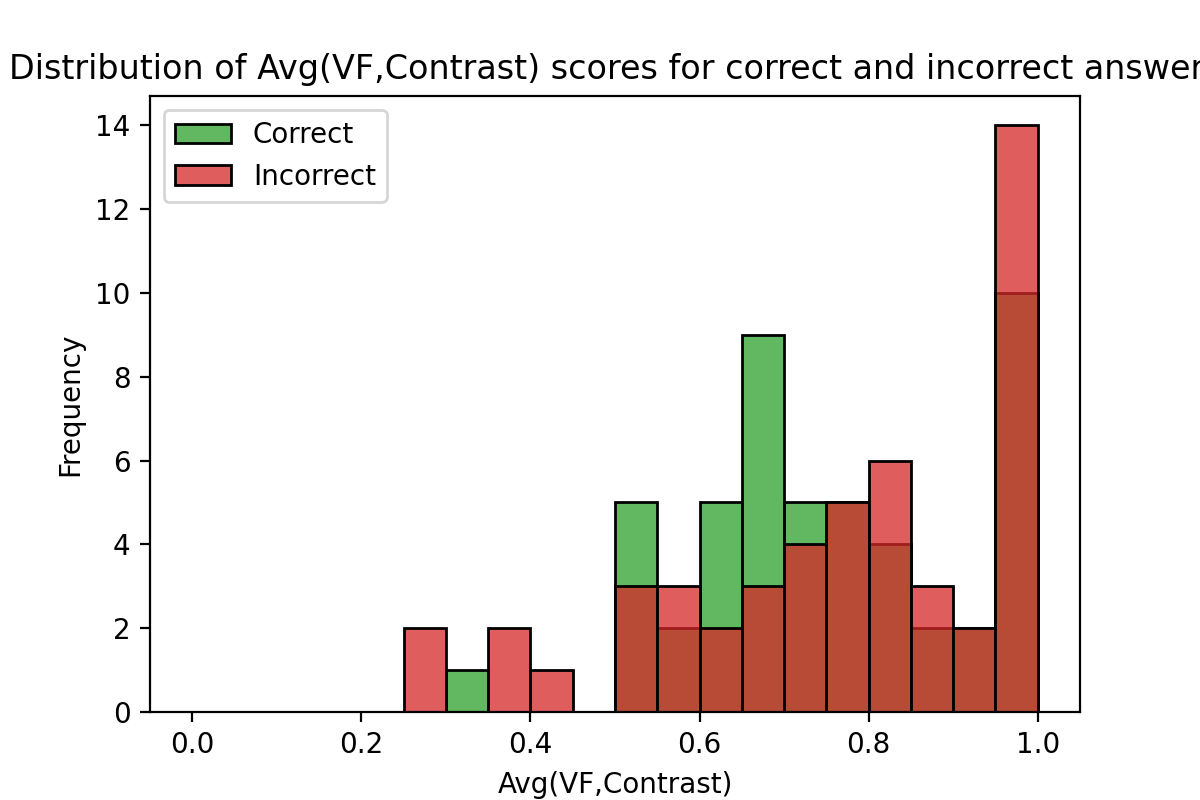 Distribution of Avg(VF,Contrast) scores for correct and incorrect answer
Correct
Incorrect
14
12
10
8
6
4
2
0
Frequency
0.0 0.2 0.4 0.6 0.8 1.0
Avg(VF,Contrast)